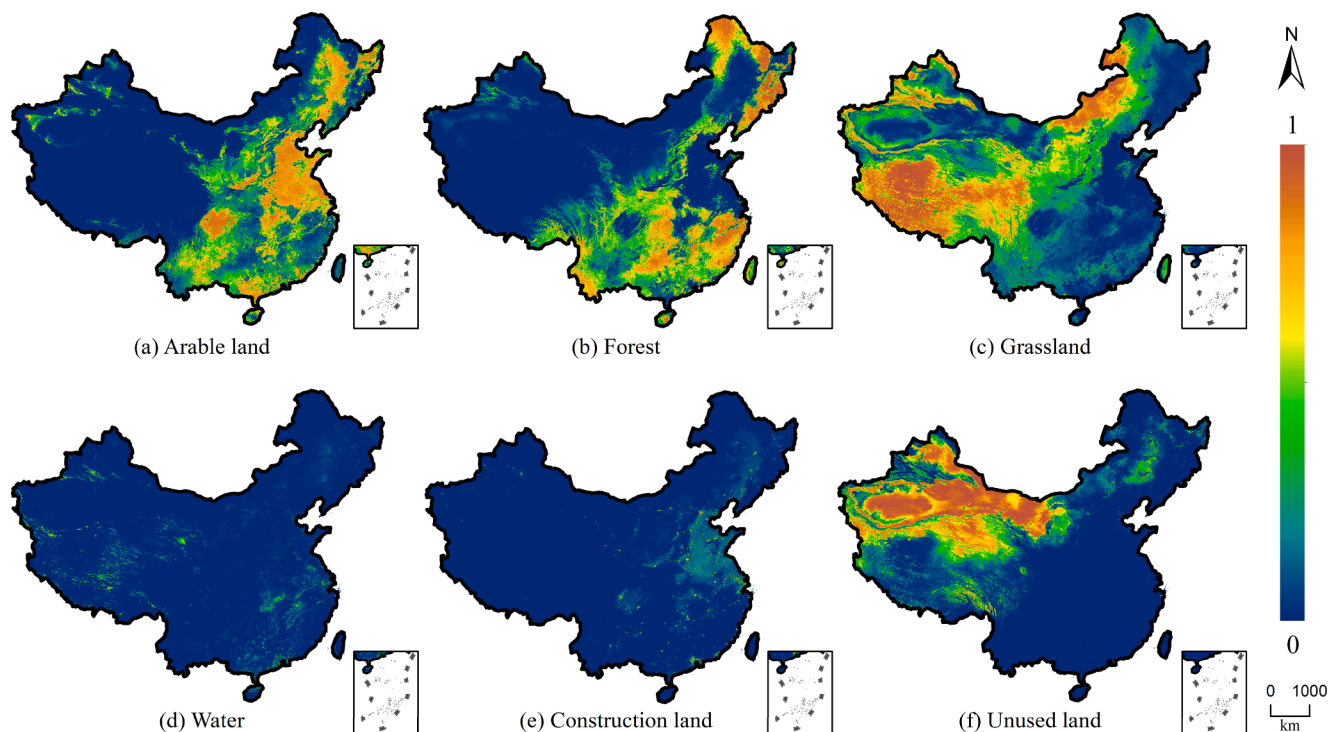 N
1
(a) Arable land
(b) Forest
(c) Grassland
0
0 1000
km
(d) Water
(e) Construction land
(f) Unused land